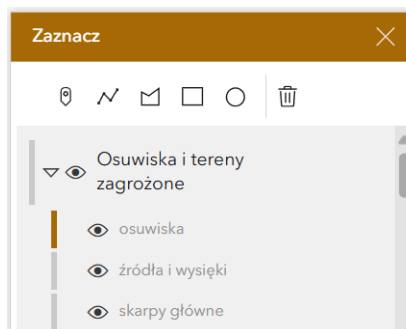 Zaznacz
Osuwiska i tereny
zagrożone
osuwiska
źródła i wysięki
skarpy główne